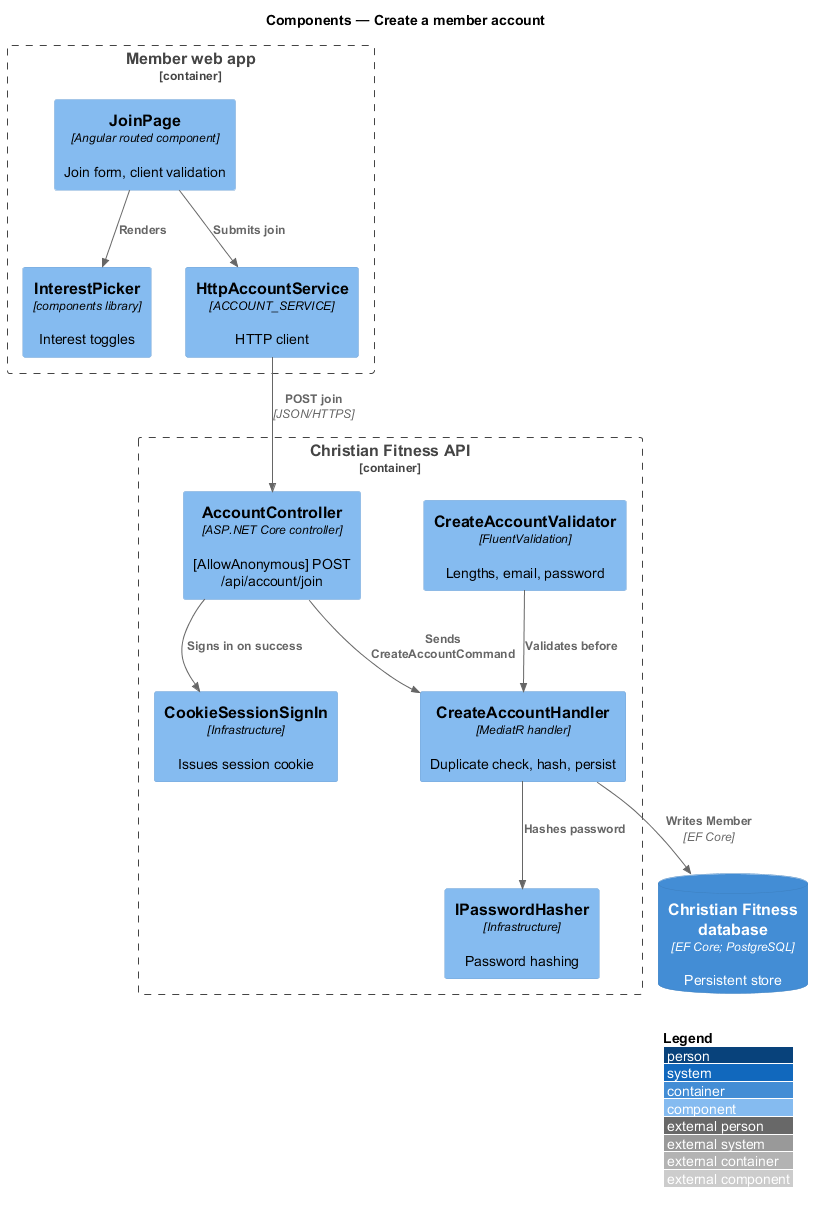 Components — Create a member account
Member web app
[container]
JoinPage
[Angular routed component]
Join form, client validation
Renders
Submits join
InterestPicker
[components library]
Interest toggles
HttpAccountService
[ACCOUNT_SERVICE]
HTTP client
POST join
[JSON/HTTPS]
Christian Fitness API
[container]
AccountController
[ASP.NET Core controller]
[AllowAnonymous] POST
/api/account/join
CreateAccountValidator
[FluentValidation]
Lengths, email, password
Signs in on success
Sends
CreateAccountCommand
Validates before
CookieSessionSignIn
[Infrastructure]
Issues session cookie
CreateAccountHandler
[MediatR handler]
Duplicate check, hash, persist
Hashes password
Writes Member
[EF Core]
IPasswordHasher
[Infrastructure]
Password hashing
Christian Fitness
database
[EF Core; PostgreSQL]
Persistent store
Legend
person
system
container
component
external person
external system
external container
external component